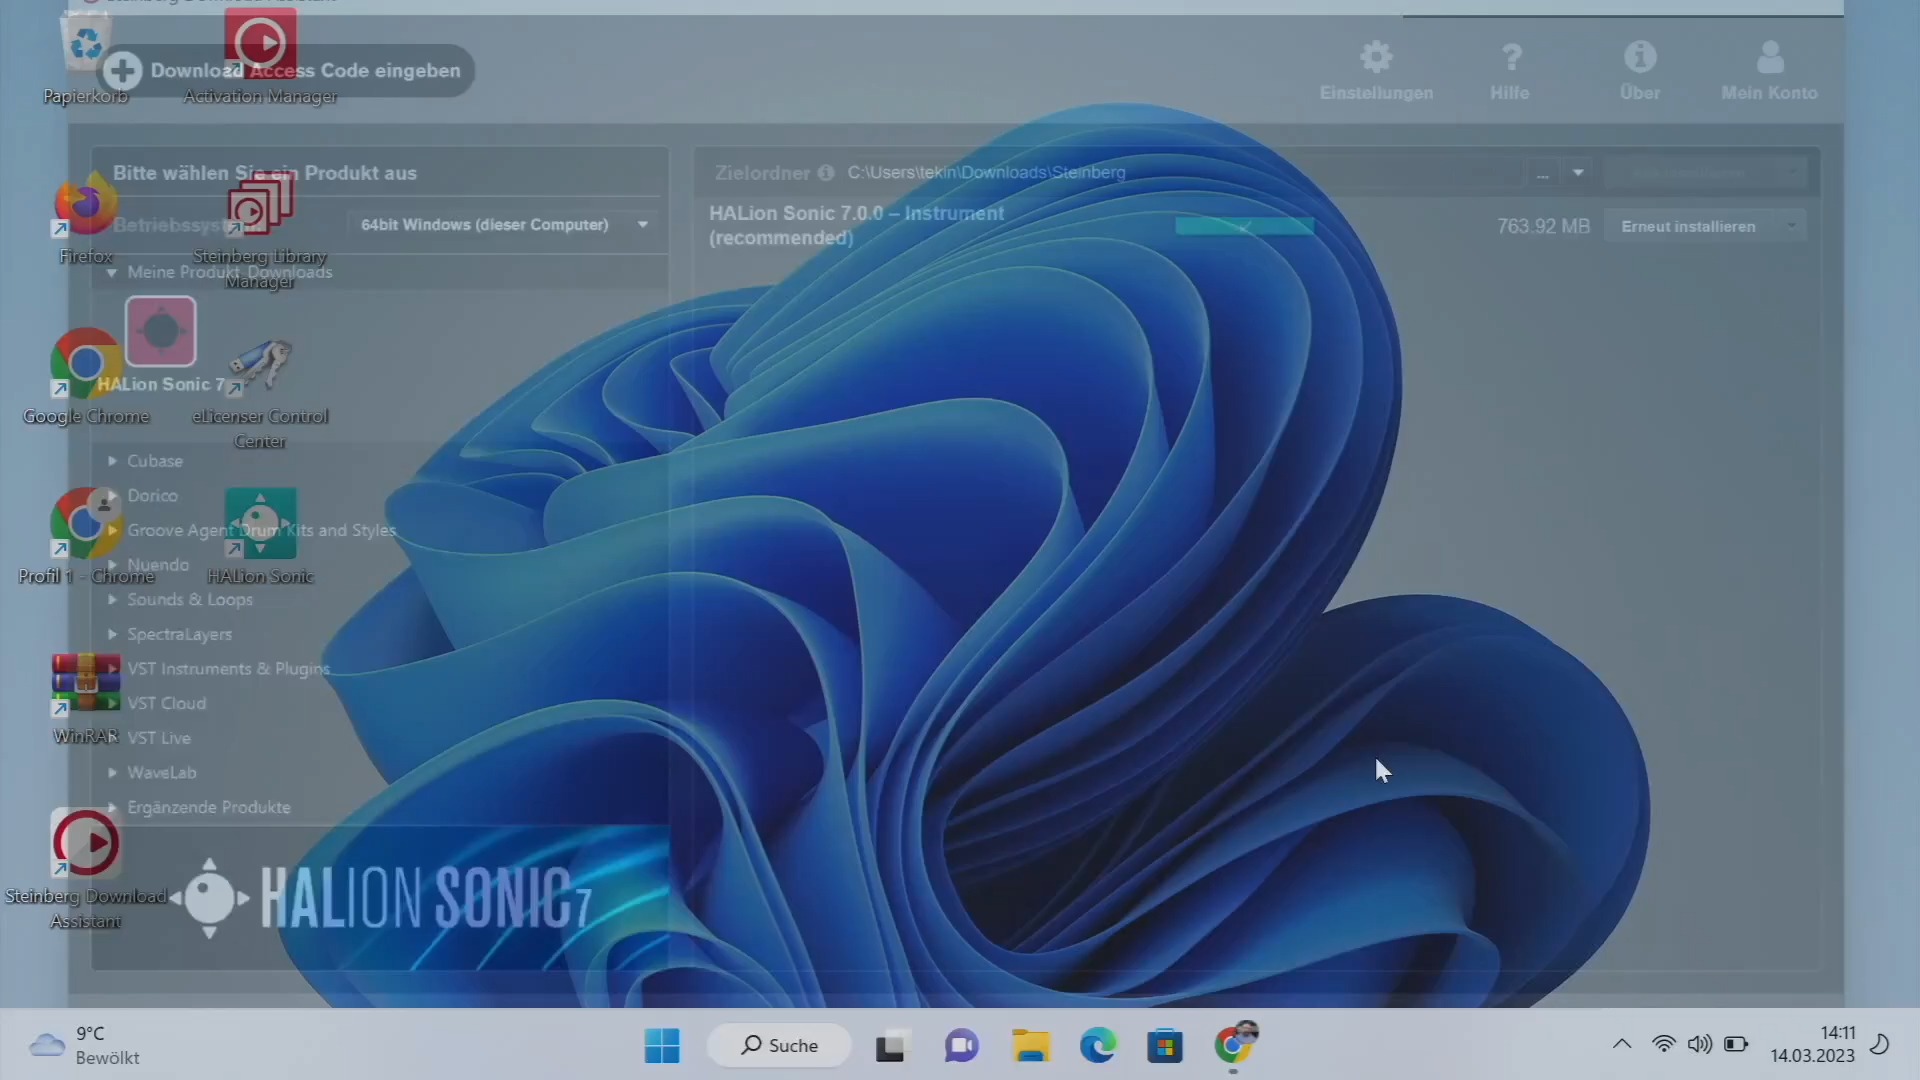 Steinberg Download Assistant
Download Access Code eingeben
Einstellungen
Hilfe
Über
Mein Konto
Papierkorb
Activation Manager
Bitte wählen Sie ein Produkt aus
Zielordner
C:\Users\tekin\Downloads\Steinberg
...
64bit Windows (dieser Computer)
HALion Sonic 7.0.0 – Instrument
(recommended)
763.92 MB
Erneut installieren
Firefox
Steinberg Library
Manager
Meine Produkt-Downloads
HALion Sonic 7
Google Chrome
eLicenser Control
Center
Cubase
Dorico
Groove Agent Drum Kits and Styles
Nuendo
Profil 1 - Chrome
HALion Sonic
Sounds & Loops
SpectraLayers
VST Instruments & Plugins
VST Cloud
WinRAR
VST Live
WaveLab
Ergänzende Produkte
Steinberg Download
Assistant
HALION SONIC 7
9°C
Bewölkt
Suche
14:11
14.03.2023